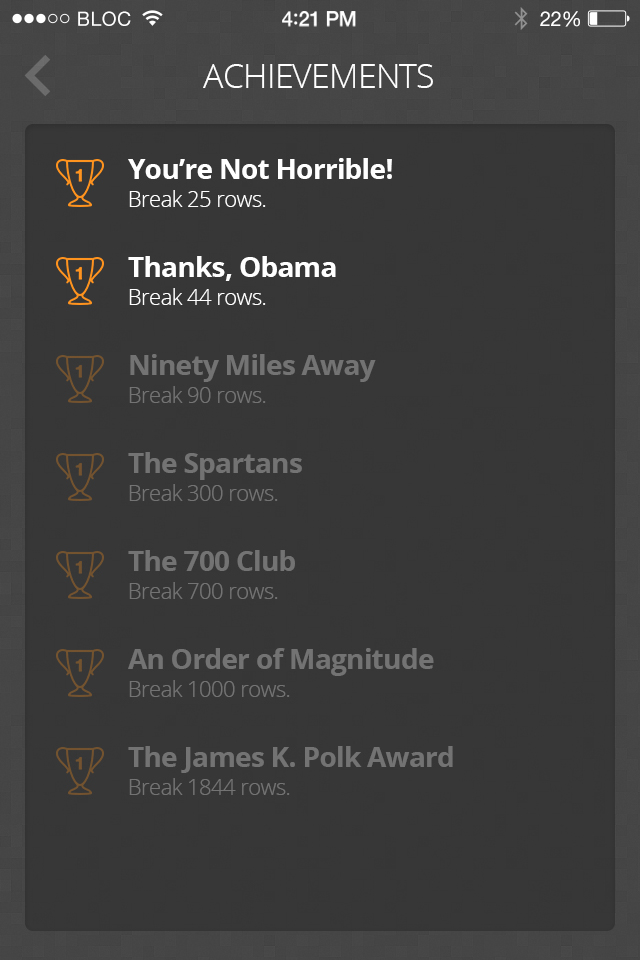 BLOC 4:21 PM 22%
ACHIEVEMENTS
1 You’re Not Horrible!
Break 25 rows.
1 Thanks, Obama
Break 44 rows.
1 Ninety Miles Away
Break 90 rows.
1 The Spartans
Break 300 rows.
1 The 700 Club
Break 700 rows.
1 An Order of Magnitude
Break 1000 rows.
1 The James K. Polk Award
Break 1844 rows.